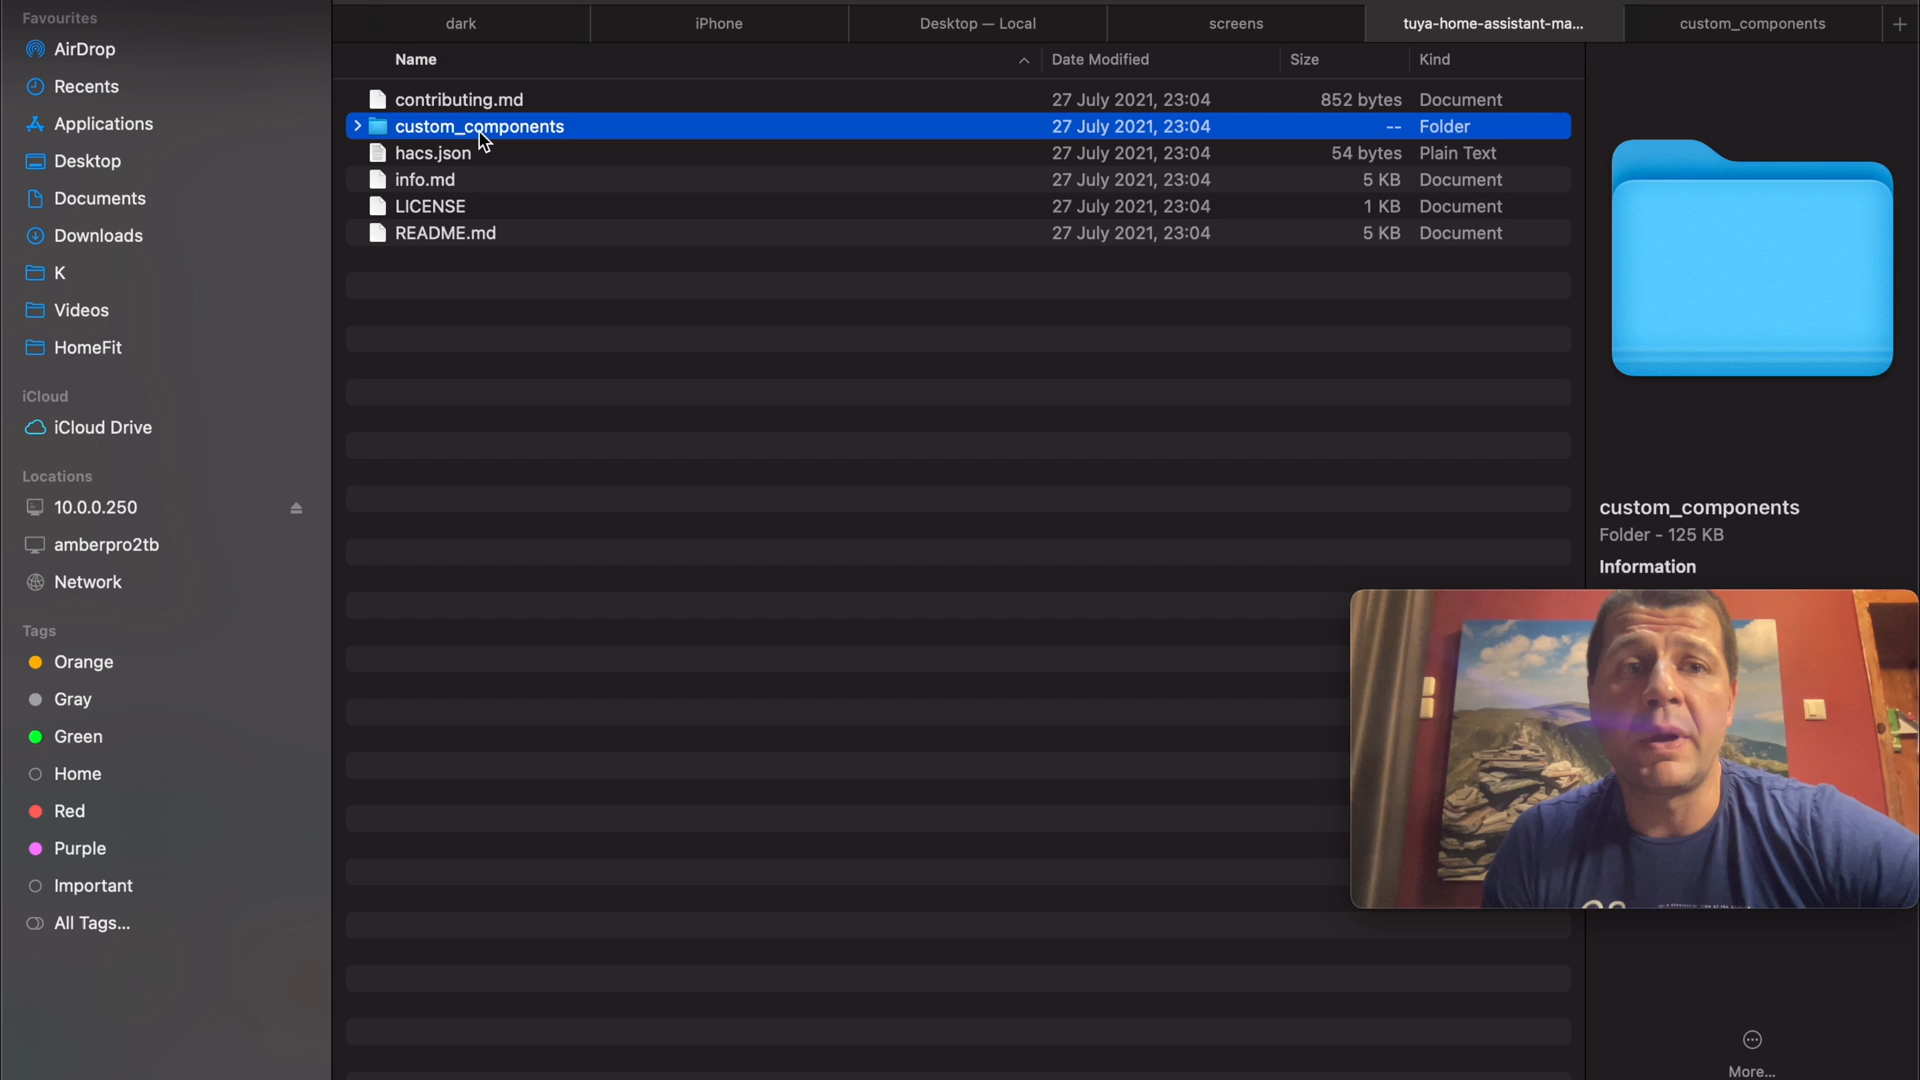 Favourites
AirDrop
Recents
Applications
Desktop
Documents
Downloads
K
Videos
HomeFit
iCloud
iCloud Drive
Locations
10.0.0.250
amberpro2tb
Network
Tags
Orange
Gray
Green
Home
Red
Purple
Important
All Tags...
dark iPhone Desktop — Local screens tuya-home-assistant-ma... custom_components
Name Date Modified Size Kind
contributing.md 27 July 2021, 23:04 852 bytes Document
custom_components 27 July 2021, 23:04 -- Folder
hacs.json 27 July 2021, 23:04 54 bytes Plain Text
info.md 27 July 2021, 23:04 5 KB Document
LICENSE 27 July 2021, 23:04 1 KB Document
README.md 27 July 2021, 23:04 5 KB Document
custom_components
Folder - 125 KB
Information
More...